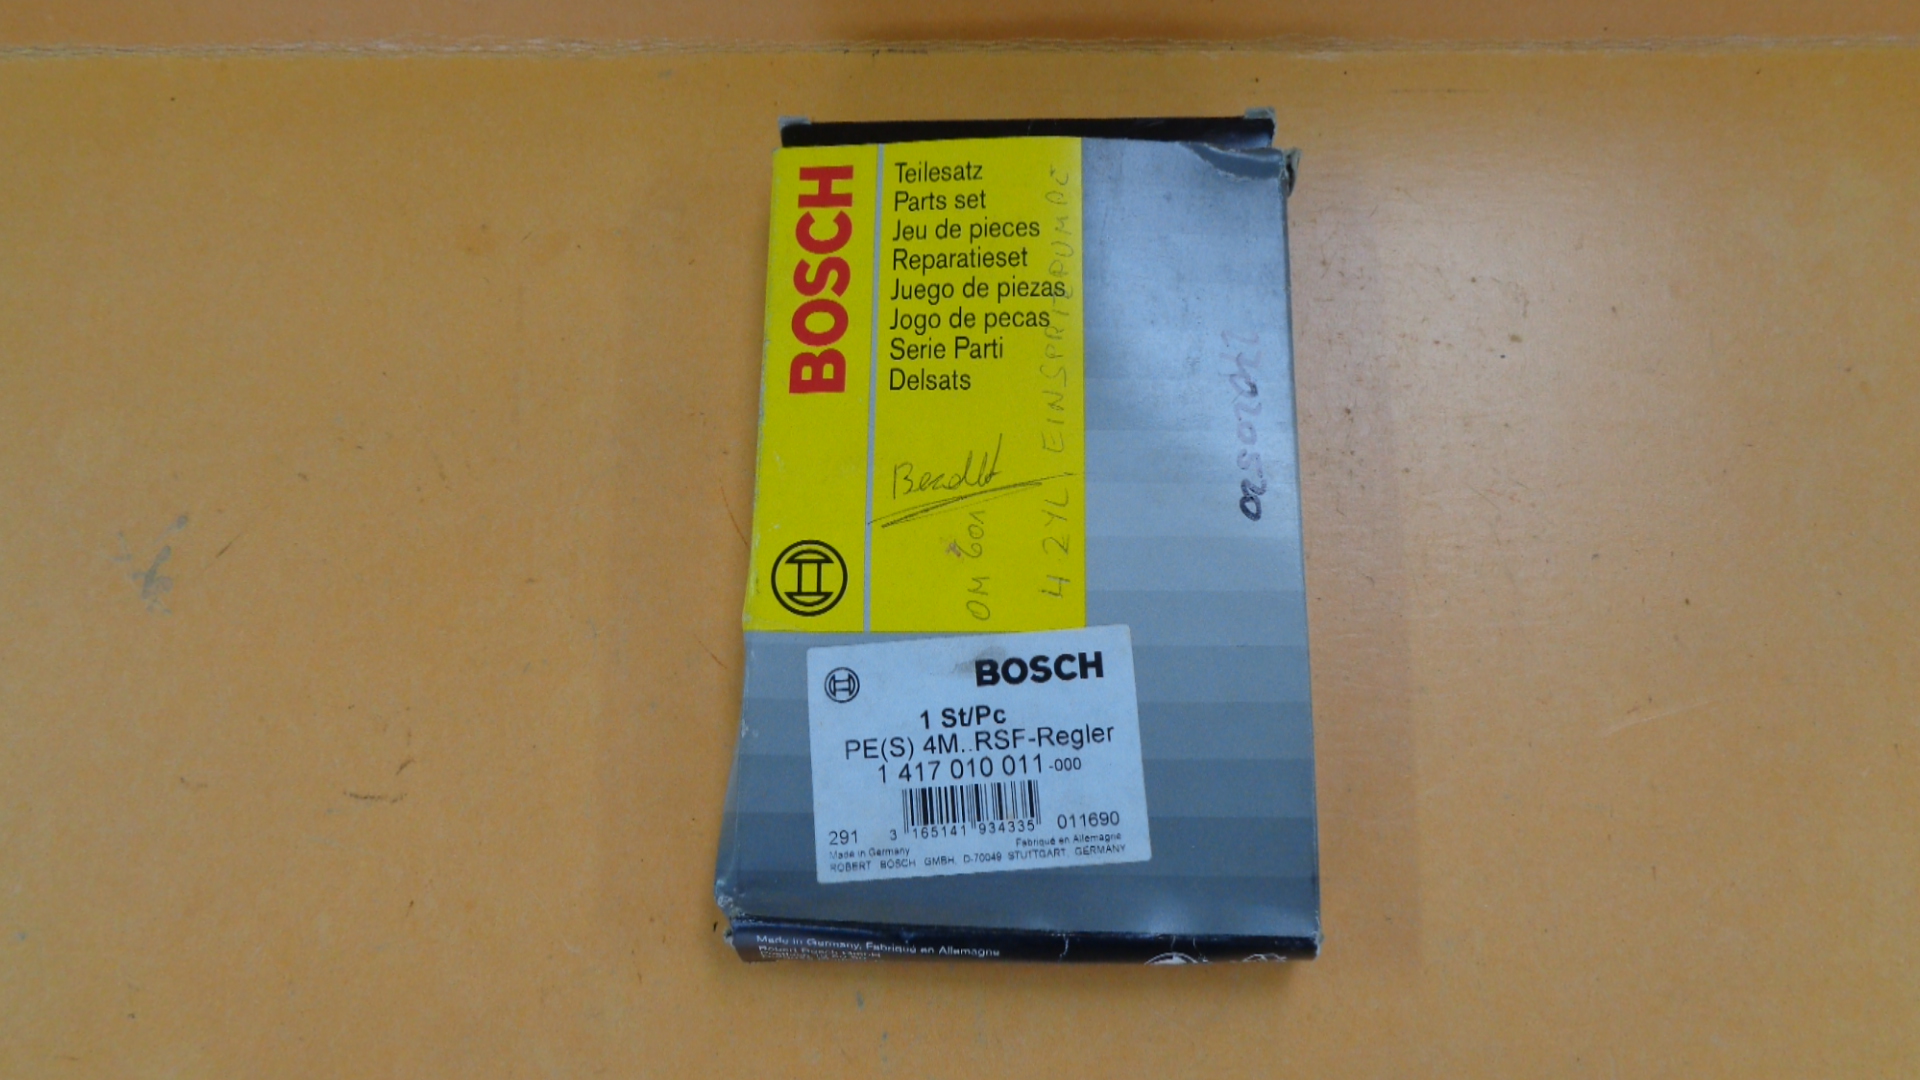 BOSCH
Teilesatz
Parts set
Jeu de pieces
Reparatieset
Juego de piezas
Jogo de pecas
Serie Parti
Delsats
OM 601
4 ZYL EINSPRITZPUMPE
BOSCH
1 St/Pc
PE(S) 4M..RSF-Regler
1 417 010 011-000
291 3 165141 934335 011690
Made in Germany Fabriqué en Allemagne
ROBERT BOSCH GMBH, D-70049 STUTTGART GERMANY
Made in Germany, Fabriqué en Allemagne